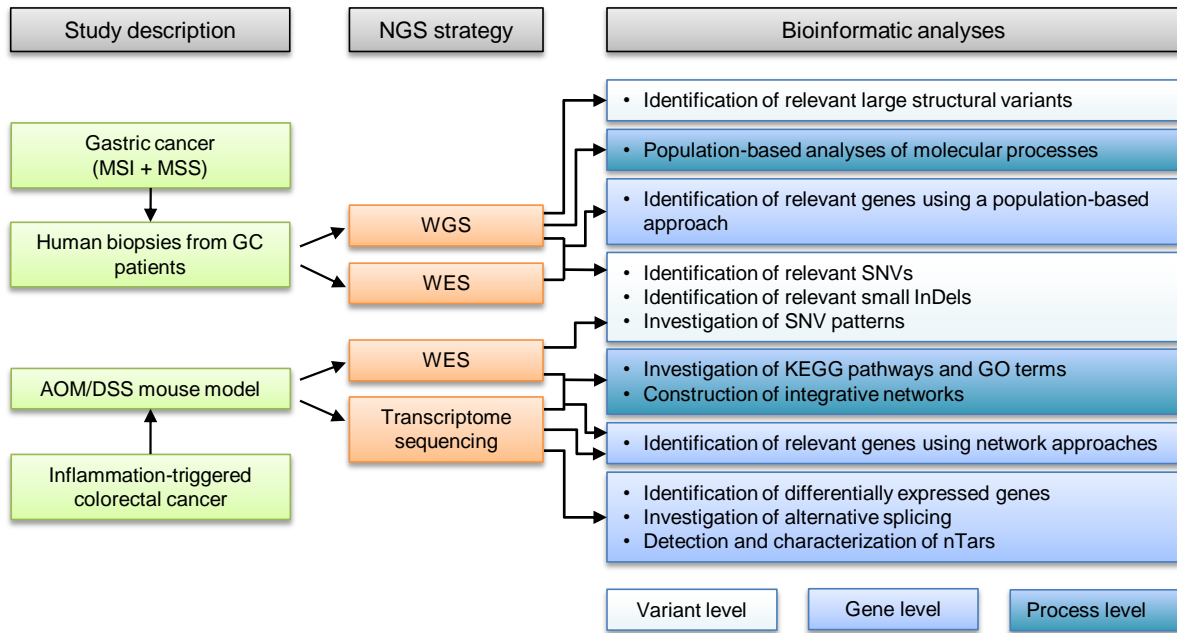 Study description
NGS strategy
Bioinformatic analyses
Gastric cancer
(MSI + MSS)
Human biopsies from GC
patients
AOM/DSS mouse model
Inflammation-triggered
colorectal cancer
WGS
WES
WES
Transcriptome
sequencing
• Identification of relevant large structural variants
• Population-based analyses of molecular processes
• Identification of relevant genes using a population-based
approach
• Identification of relevant SNVs
• Identification of relevant small InDels
• Investigation of SNV patterns
• Investigation of KEGG pathways and GO terms
• Construction of integrative networks
• Identification of relevant genes using network approaches
• Identification of differentially expressed genes
• Investigation of alternative splicing
• Detection and characterization of nTars
Variant level
Gene level
Process level